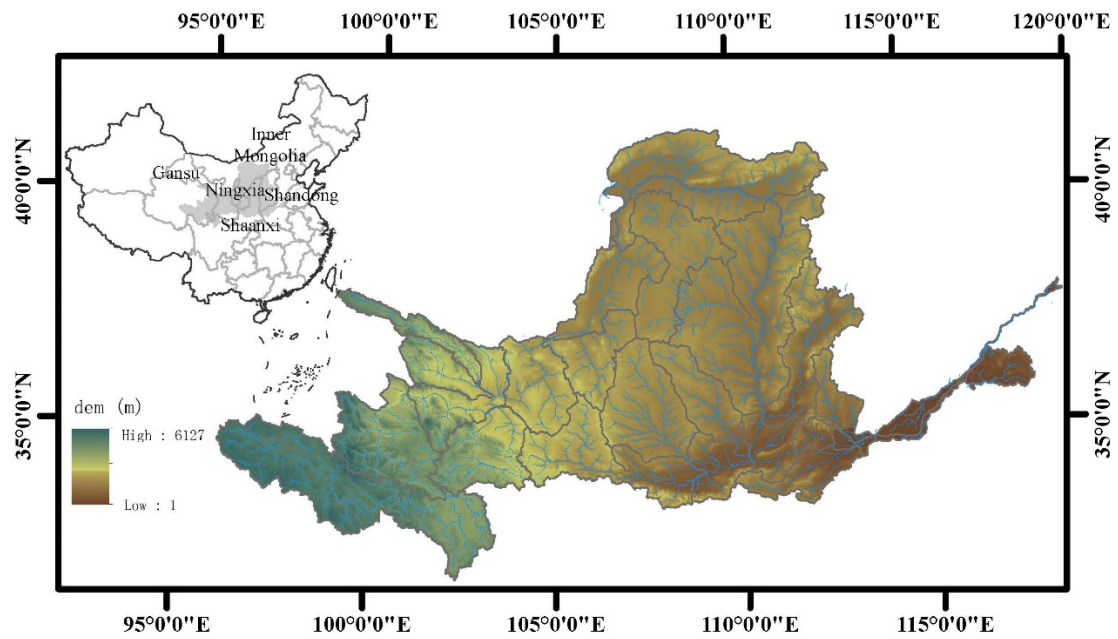 95°0'0"E 100°0'0"E 105°0'0"E 110°0'0"E 115°0'0"E 120°0'0"E
40°0'0"N
35°0'0"N
Inner
Mongolia
Gansu
Ningxia
Shandong
Shaanxi
40°0'0"N
35°0'0"N
dem (m)
High : 6127
Low : 1
95°0'0"E 100°0'0"E 105°0'0"E 110°0'0"E 115°0'0"E